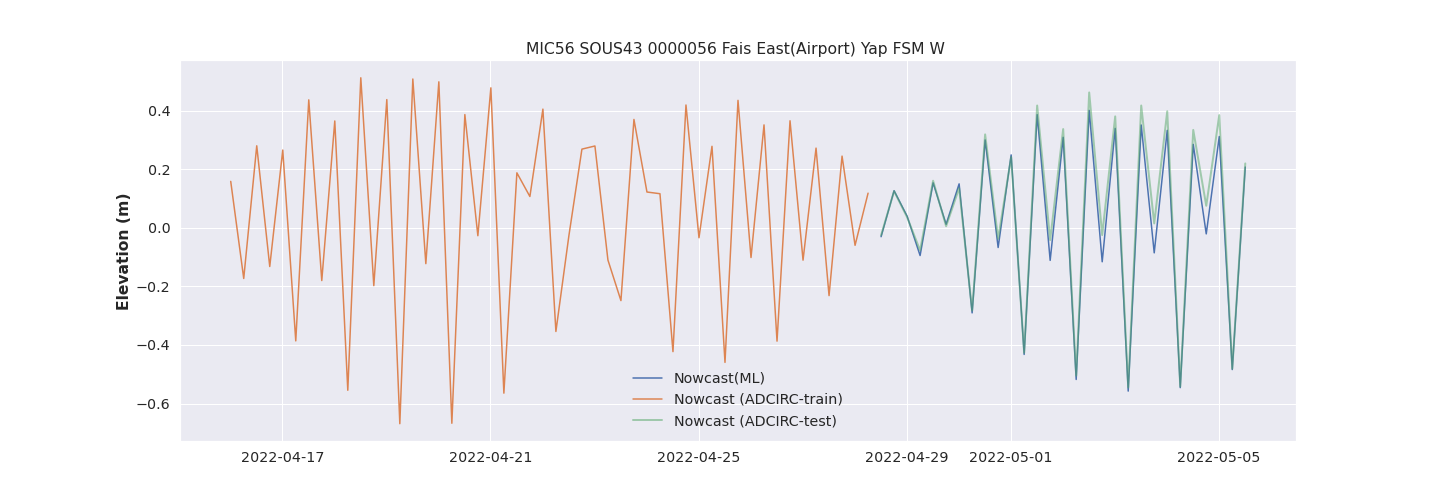 MIC56 SOUS43 0000056 Fais East(Airport) Yap FSM W
Elevation (m)
0.4
0.2
0.0
−0.2
−0.4
−0.6
Nowcast(ML)
Nowcast (ADCIRC-train)
Nowcast (ADCIRC-test)
2022-04-17 2022-04-21 2022-04-25 2022-04-29 2022-05-01 2022-05-05